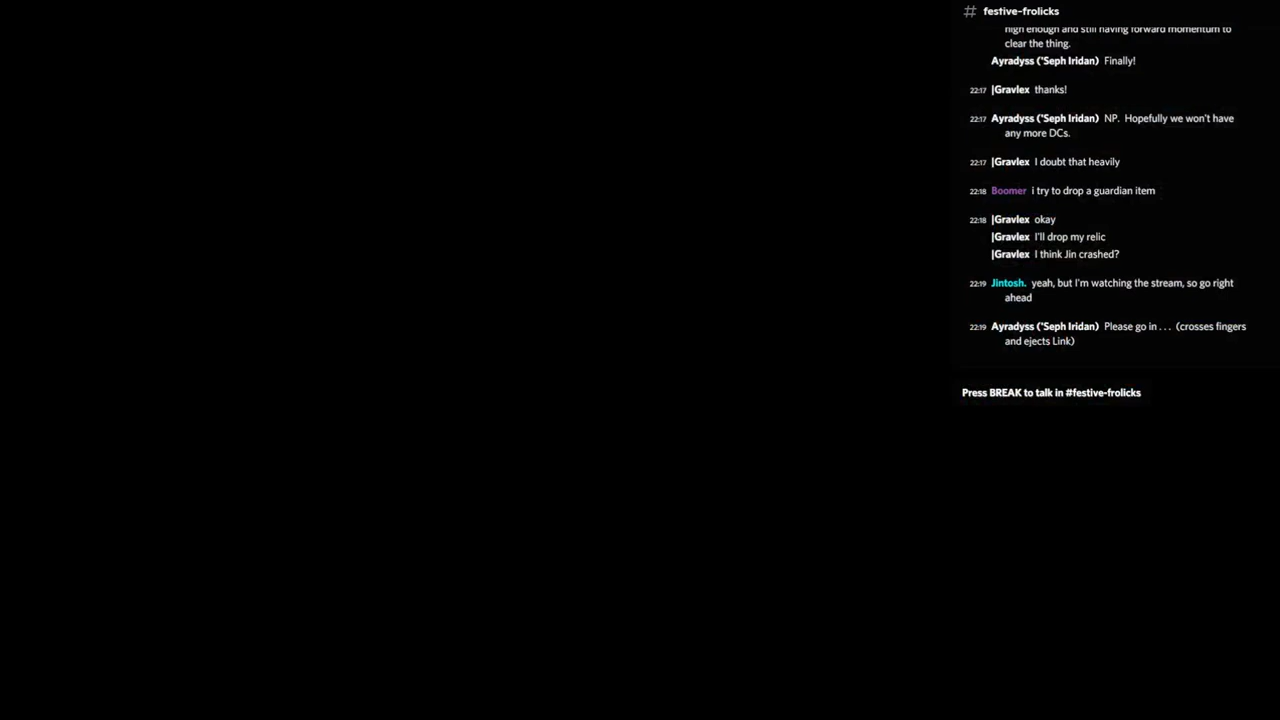 # festive-frolicks
high enough and still having forward momentum to
clear the thing.
Ayradyss ('Seph Iridan) Finally!
22:17 |Gravlex thanks!
22:17 Ayradyss ('Seph Iridan) NP. Hopefully we won't have
any more DCs.
22:17 |Gravlex I doubt that heavily
22:18 Boomer i try to drop a guardian item
22:18 |Gravlex okay
|Gravlex I'll drop my relic
|Gravlex I think Jin crashed?
22:19 Jintosh. yeah, but I'm watching the stream, so go right
ahead
22:19 Ayradyss ('Seph Iridan) Please go in . . . (crosses fingers
and ejects Link)
Press BREAK to talk in #festive-frolicks